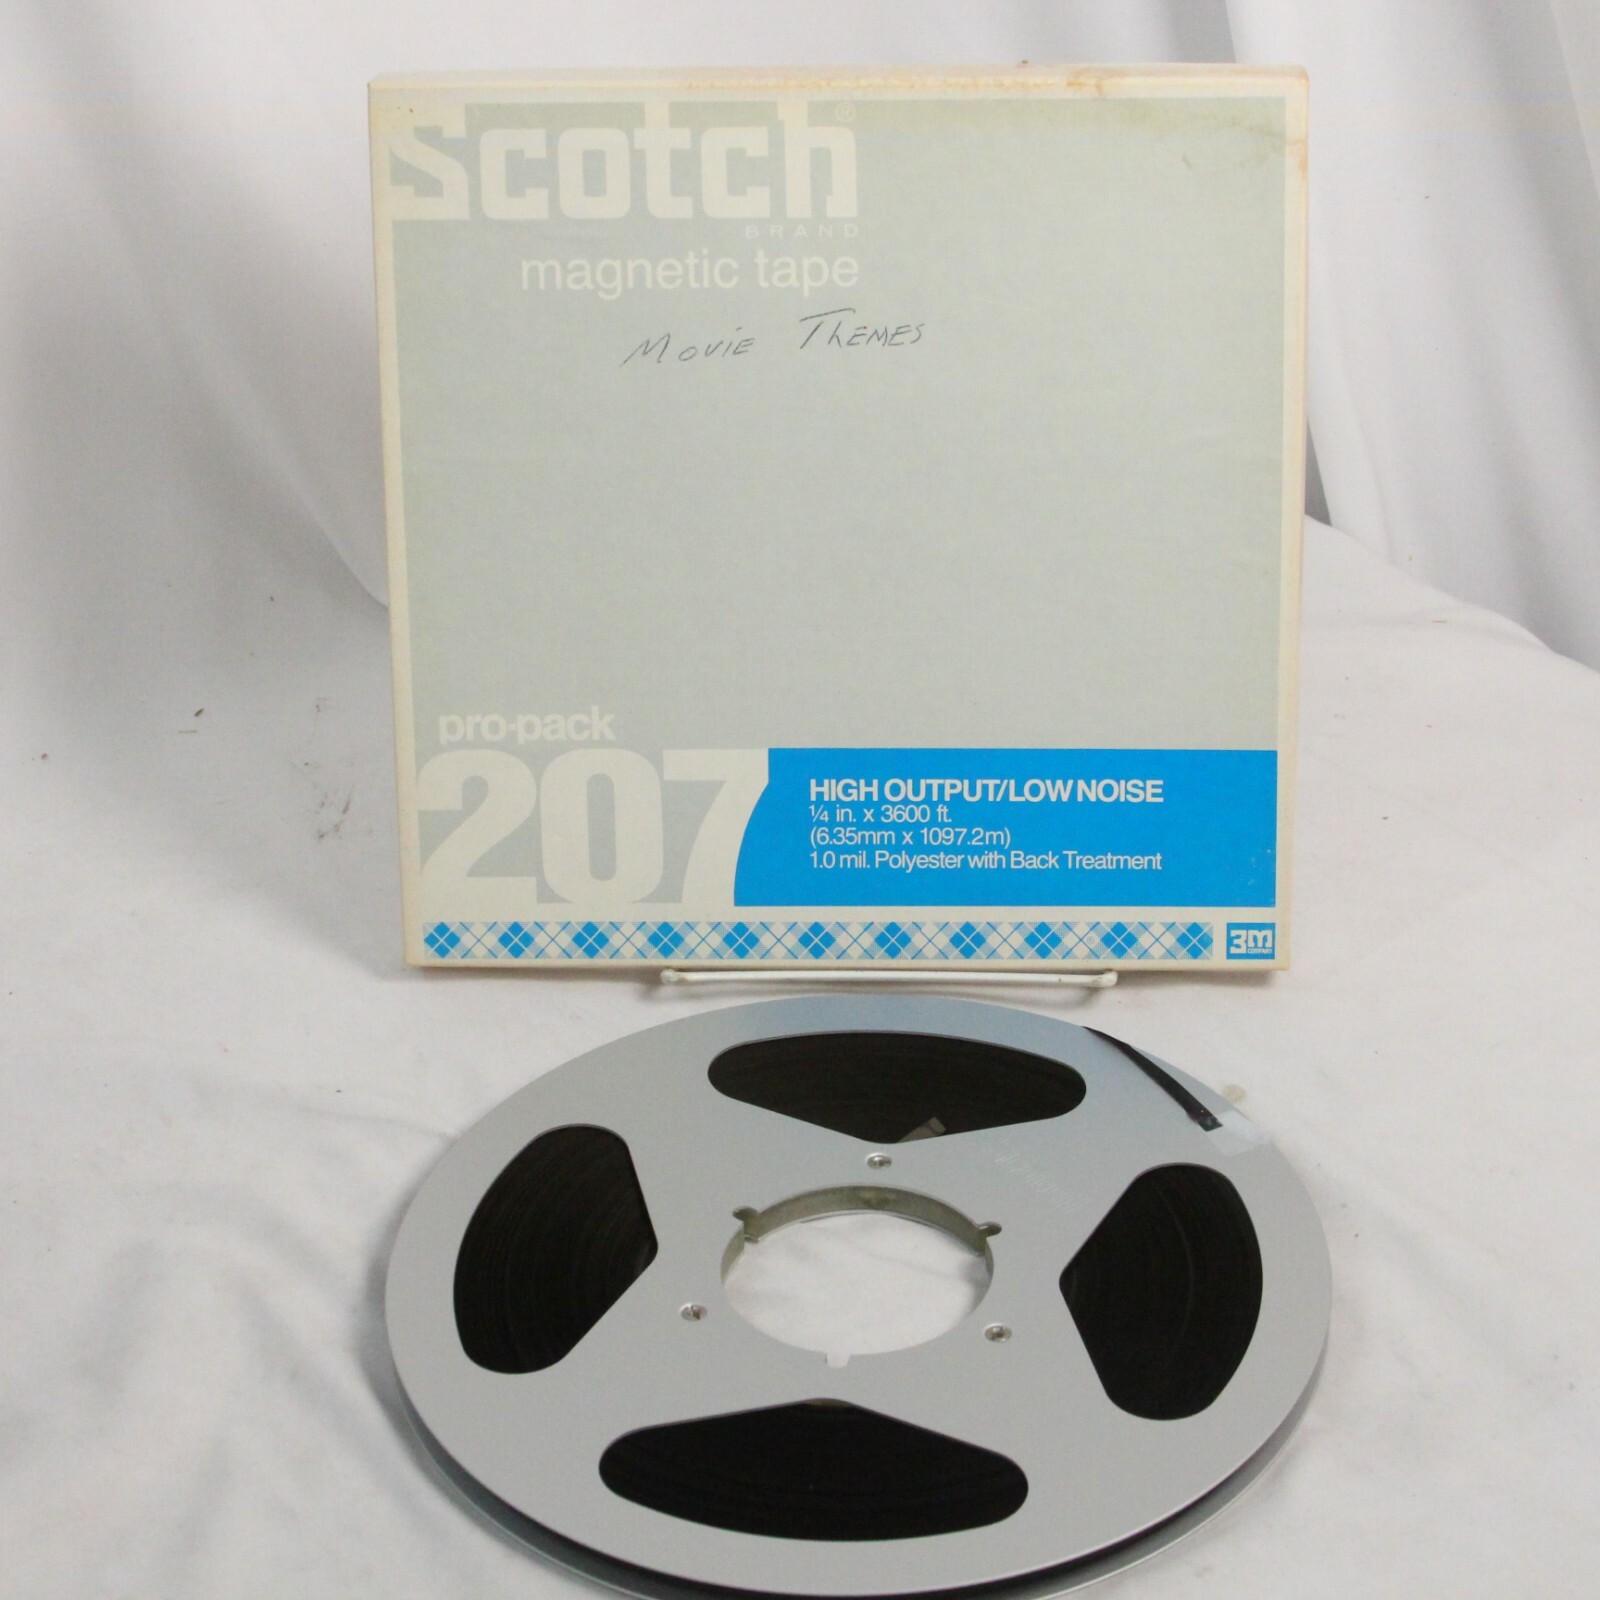 Scotch®
BRAND
magnetic tape
Movie Themes
pro-pack
207
HIGH OUTPUT/LOW NOISE
¼ in. x 3600 ft.
(6.35mm x 1097.2m)
1.0 mil. Polyester with Back Treatment
3M
COMPANY